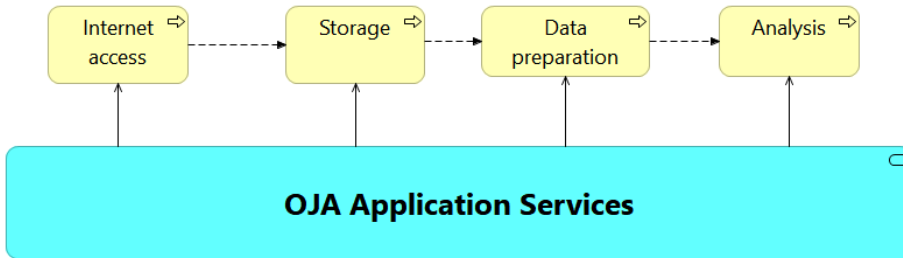 Internet
access
Storage
Data
preparation
Analysis
OJA Application Services